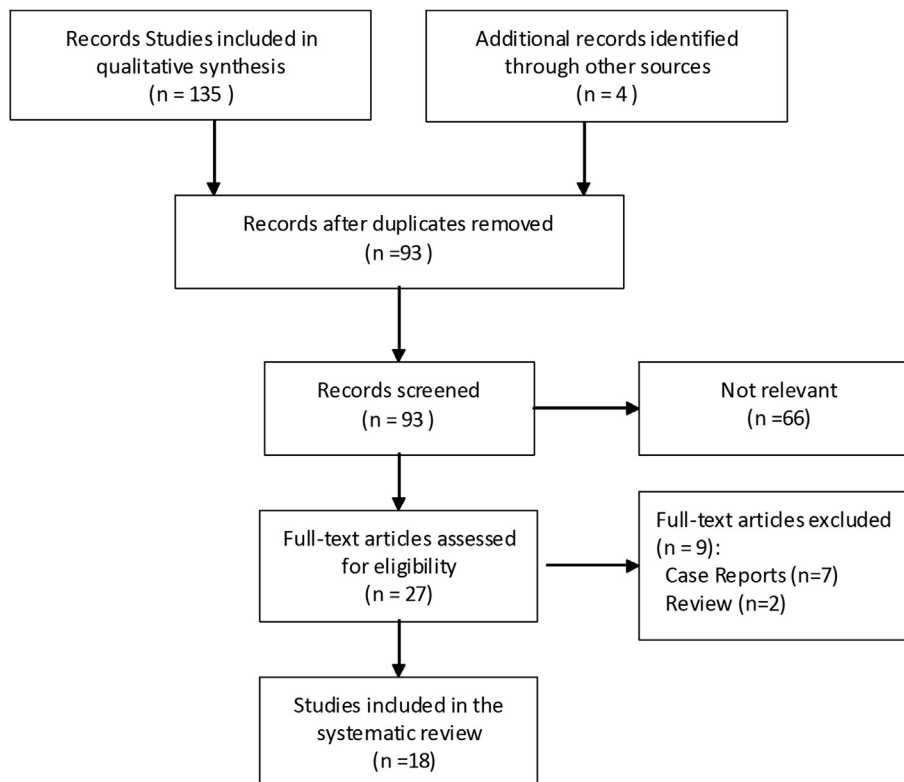 Records Studies included in
qualitative synthesis
(n = 135 )
Additional records identified
through other sources
(n = 4 )
Records after duplicates removed
(n =93 )
Records screened
(n = 93 )
Not relevant
(n =66)
Full-text articles assessed
for eligibility
(n = 27)
Full-text articles excluded
(n = 9):
Case Reports (n=7)
Review (n=2)
Studies included in the
systematic review
(n =18)